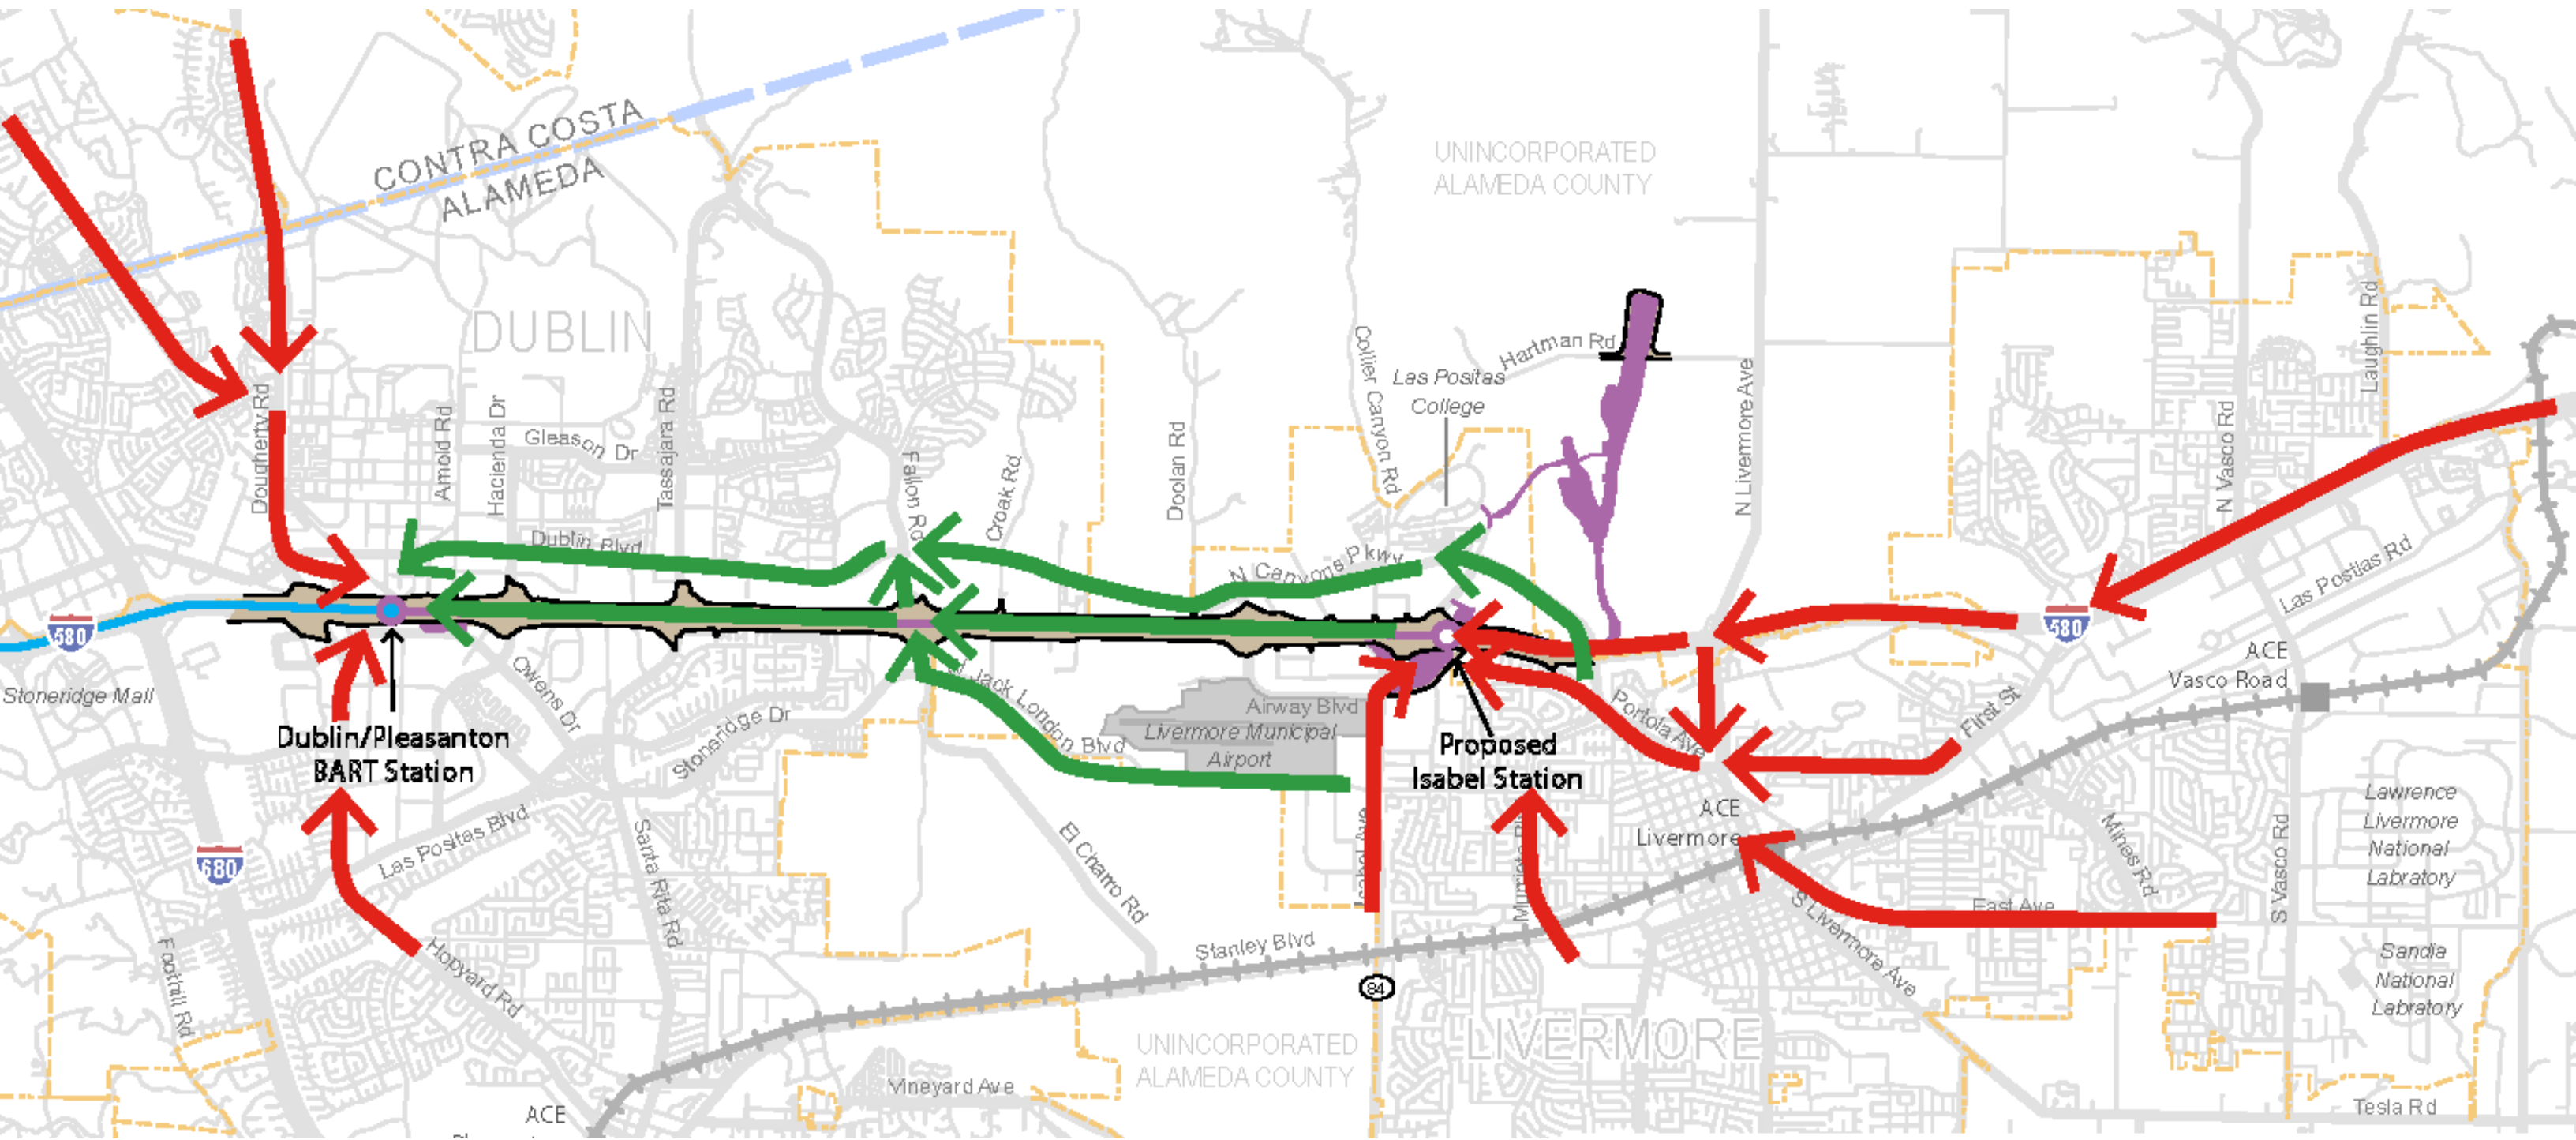 CONTRA COSTA
ALAMEDA
UNINCORPORATED
ALAMEDA COUNTY
DUBLIN
Hartman Rd
Las Positas
College
Collier Canyon Rd
N Livermore Ave
Laughlin Rd
N Vasco Rd
Dougherty Rd
Arnold Rd
Hacienda Dr
Gleason Dr
Tassajara Rd
Fallon Rd
Croak Rd
Doolan Rd
Dublin Blvd
N Canyons Pkwy
Las Positas Rd
580
580
Stoneridge Mall
Owens Dr
Stoneridge Dr
Jack London Blvd
Airway Blvd
Livermore Municipal
Airport
Portola Ave
First St
ACE
Vasco Road
Dublin/Pleasanton
BART Station
Proposed
Isabel Station
ACE
Livermore
Lawrence
Livermore
National
Labratory
680
Las Positas Blvd
Santa Rita Rd
El Charro Rd
Isabel Ave
Mines Rd
S Vasco Rd
East Ave
S Livermore Ave
Foothill Rd
Hopyard Rd
Stanley Blvd
84
Sandia
National
Labratory
UNINCORPORATED
ALAMEDA COUNTY
LIVERMORE
Vineyard Ave
Tesla Rd
ACE